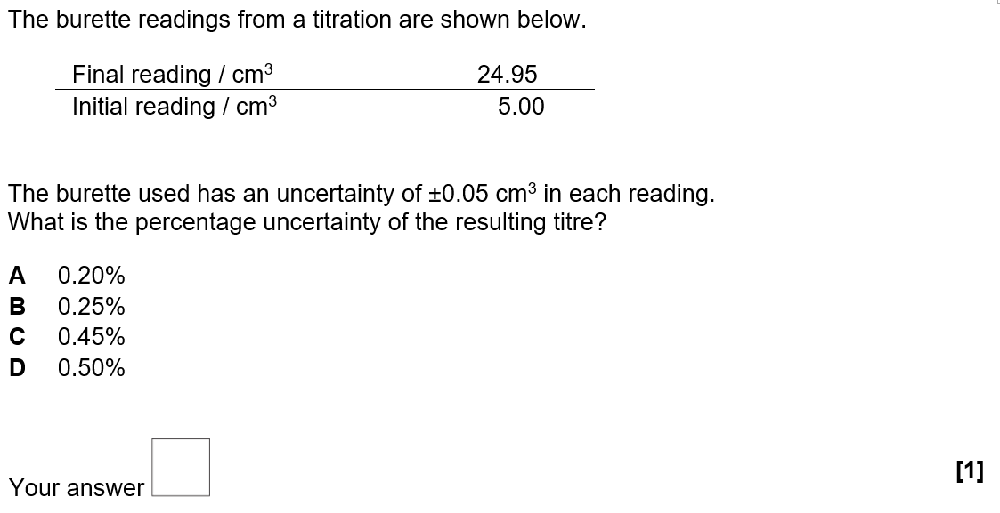 The burette readings from a titration are shown below.
Final reading / cm³ 24.95
Initial reading / cm³ 5.00
The burette used has an uncertainty of ±0.05 cm³ in each reading.
What is the percentage uncertainty of the resulting titre?
A 0.20%
B 0.25%
C 0.45%
D 0.50%
Your answer
[1]